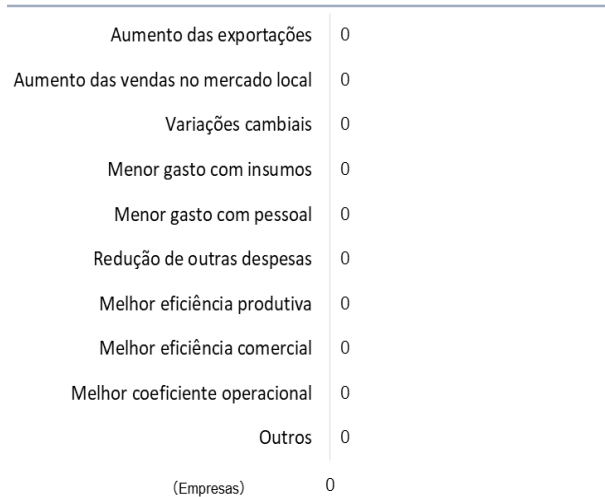 Aumento das exportações 0
Aumento das vendas no mercado local 0
Variações cambiais 0
Menor gasto com insumos 0
Menor gasto com pessoal 0
Redução de outras despesas 0
Melhor eficiência produtiva 0
Melhor eficiência comercial 0
Melhor coeficiente operacional 0
Outros 0
(Empresas) 0